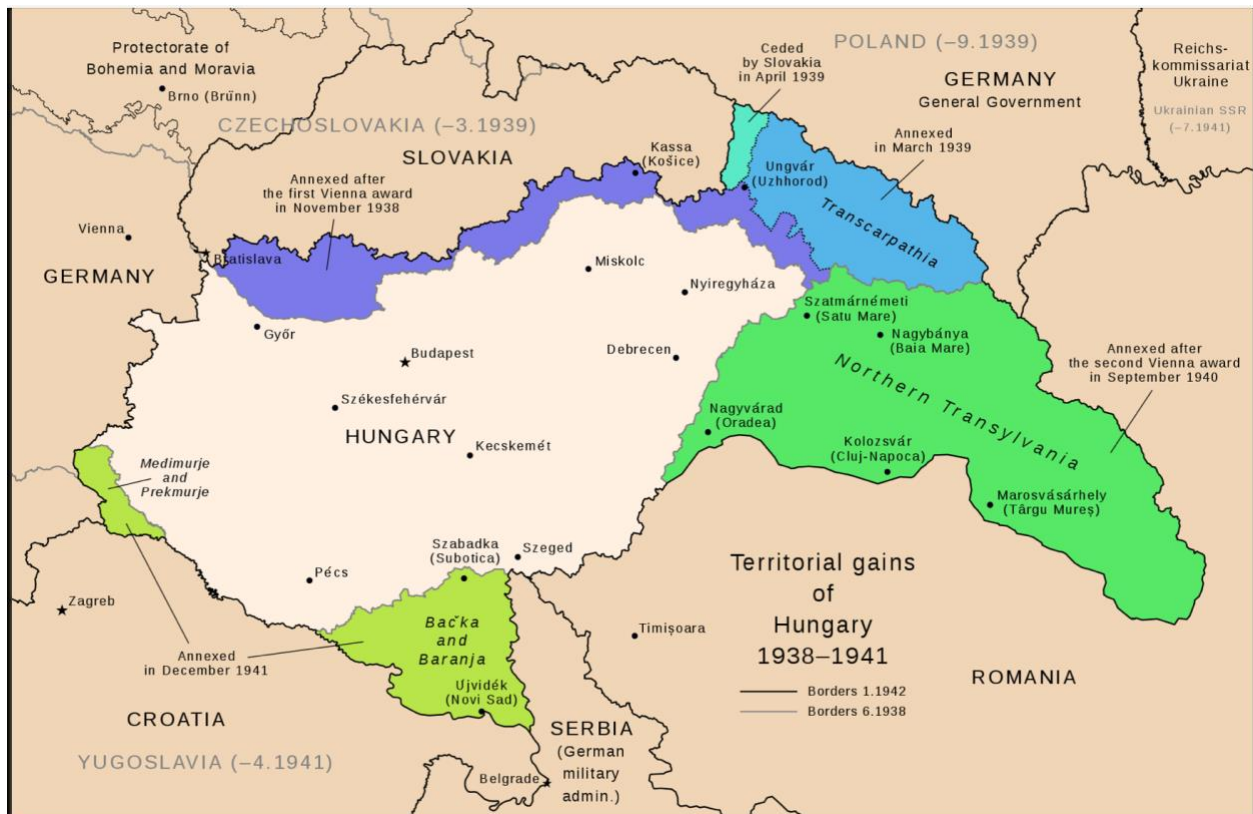 Protectorate of
Bohemia and Moravia
Brno (Brünn)
CZECHOSLOVAKIA (–3.1939)
SLOVAKIA
Ceded
by Slovakia
in April 1939
POLAND (–9.1939)
GERMANY
General Government
Reichs-
kommissariat
Ukraine
Ukrainian SSR
(–7.1941)
Annexed
in March 1939
Kassa
(Košice)
Ungvár
(Uzhhorod)
Transcarpathia
Annexed after
the first Vienna award
in November 1938
Vienna
GERMANY
Bratislava
Miskolc
Nyiregyháza
Győr
Budapest
Debrecen
Szatmárnémeti
(Satu Mare)
Nagybánya
(Baia Mare)
Northern Transylvania
Annexed after
the second Vienna award
in September 1940
Székesfehérvár
HUNGARY
Kecskemét
Nagyvárad
(Oradea)
Kolozsvár
(Cluj-Napoca)
Marosvásárhely
(Târgu Mureș)
Medimurje
and
Prekmurje
Szabadka
(Subotica)
Szeged
Pécs
Zagreb
Annexed
in December 1941
Bačka
and
Baranja
Újvidék
(Novi Sad)
Timișoara
Territorial gains
of
Hungary
1938–1941
Borders 1.1942
Borders 6.1938
ROMANIA
CROATIA
YUGOSLAVIA (–4.1941)
SERBIA
(German
military
admin.)
Belgrade